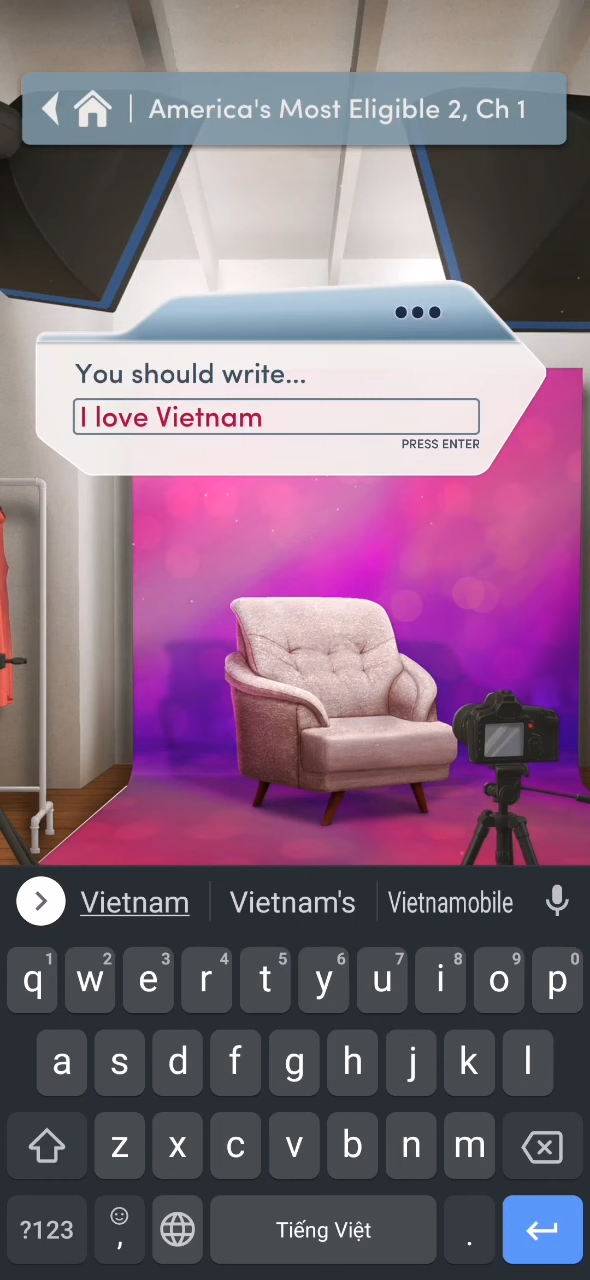 America's Most Eligible 2, Ch 1
You should write...
I love Vietnam
PRESS ENTER
Vietnam Vietnam's Vietnamobile
1 2 3 4 5 6 7 8 9 0
q w e r t y u i o p
a s d f g h j k l
z x c v b n m
?123 , Tiếng Việt .